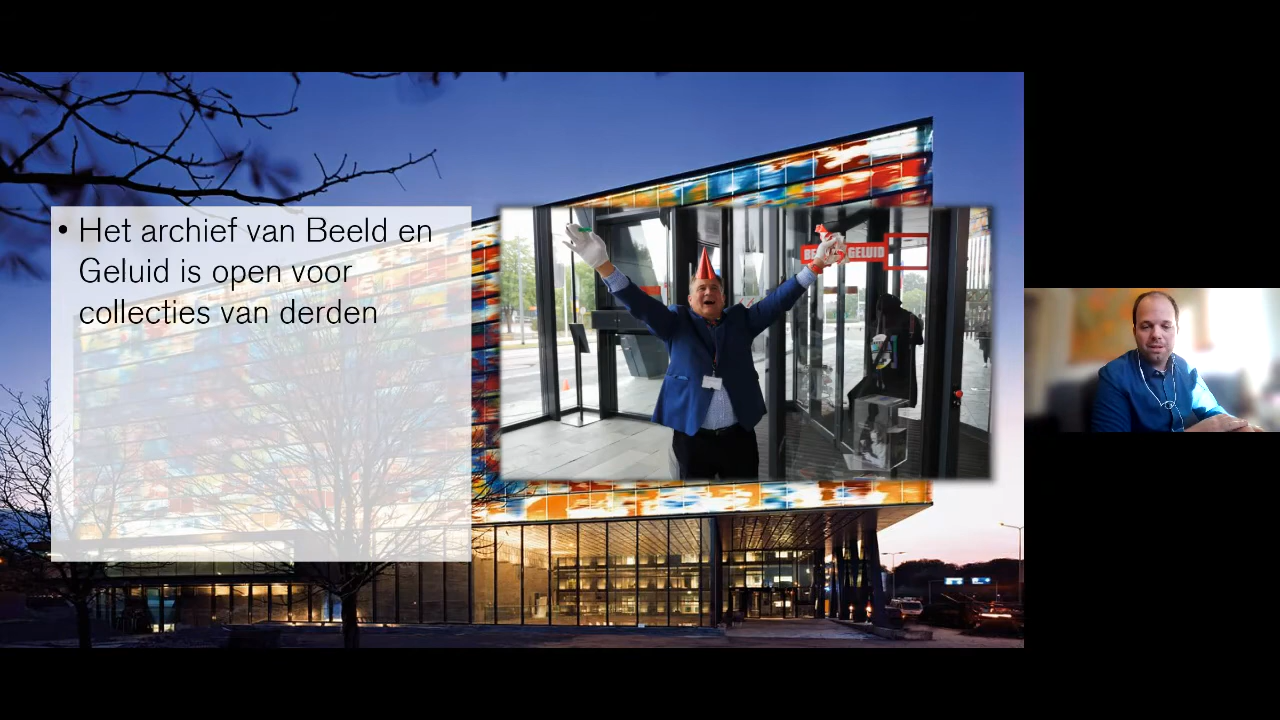 • Het archief van Beeld en
Geluid is open voor
collecties van derden
GELUID